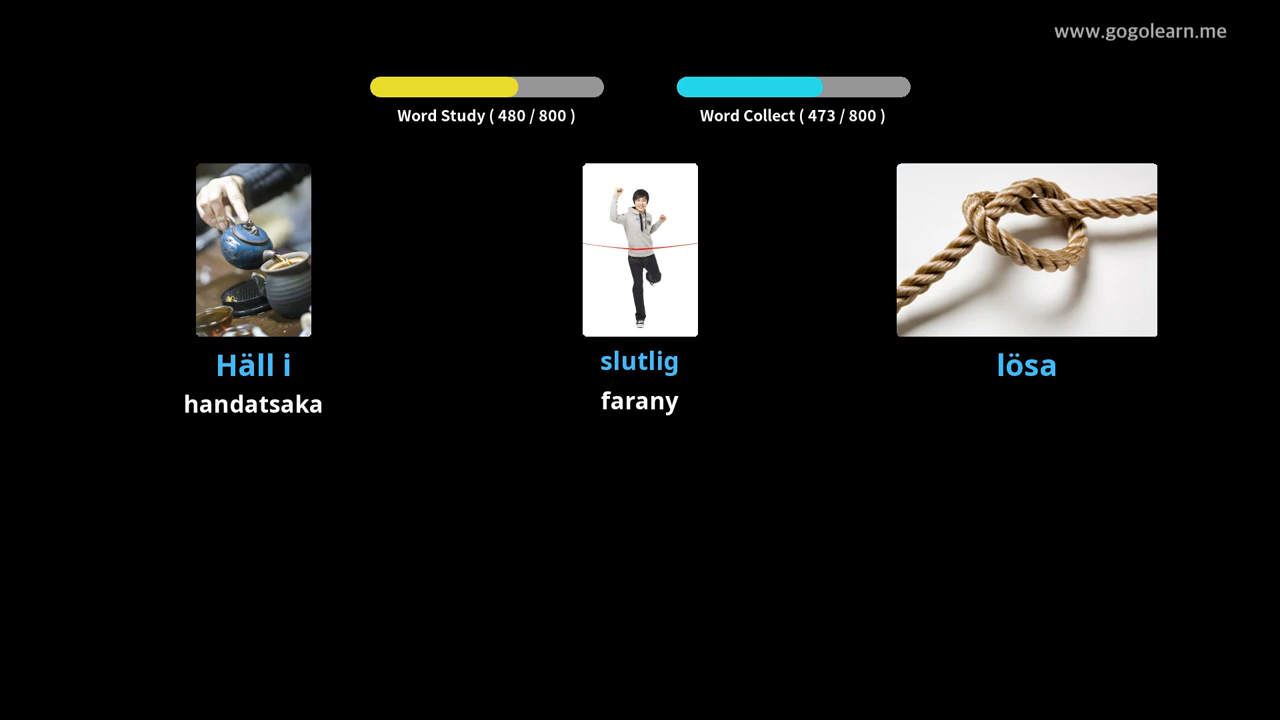 www.gogolearn.me
Word Study ( 480 / 800 )
Word Collect ( 473 / 800 )
Häll i
handatsaka
slutlig
farany
lösa